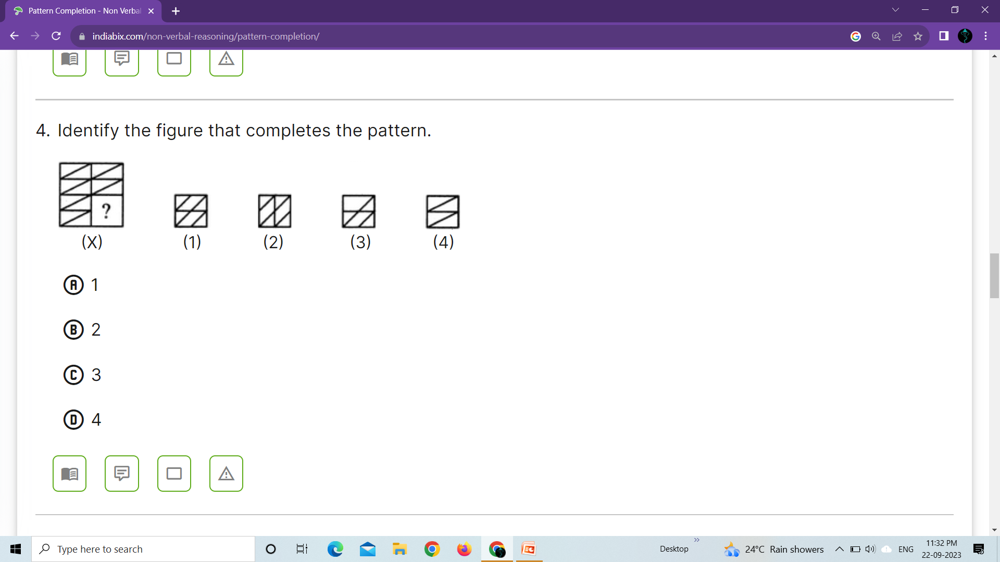 Pattern Completion - Non Verba
indiabix.com/non-verbal-reasoning/pattern-completion/
4. Identify the figure that completes the pattern.
?
(X) (1) (2) (3) (4)
A 1
B 2
C 3
D 4
Type here to search
Desktop
24°C Rain showers
ENG
11:32 PM
22-09-2023